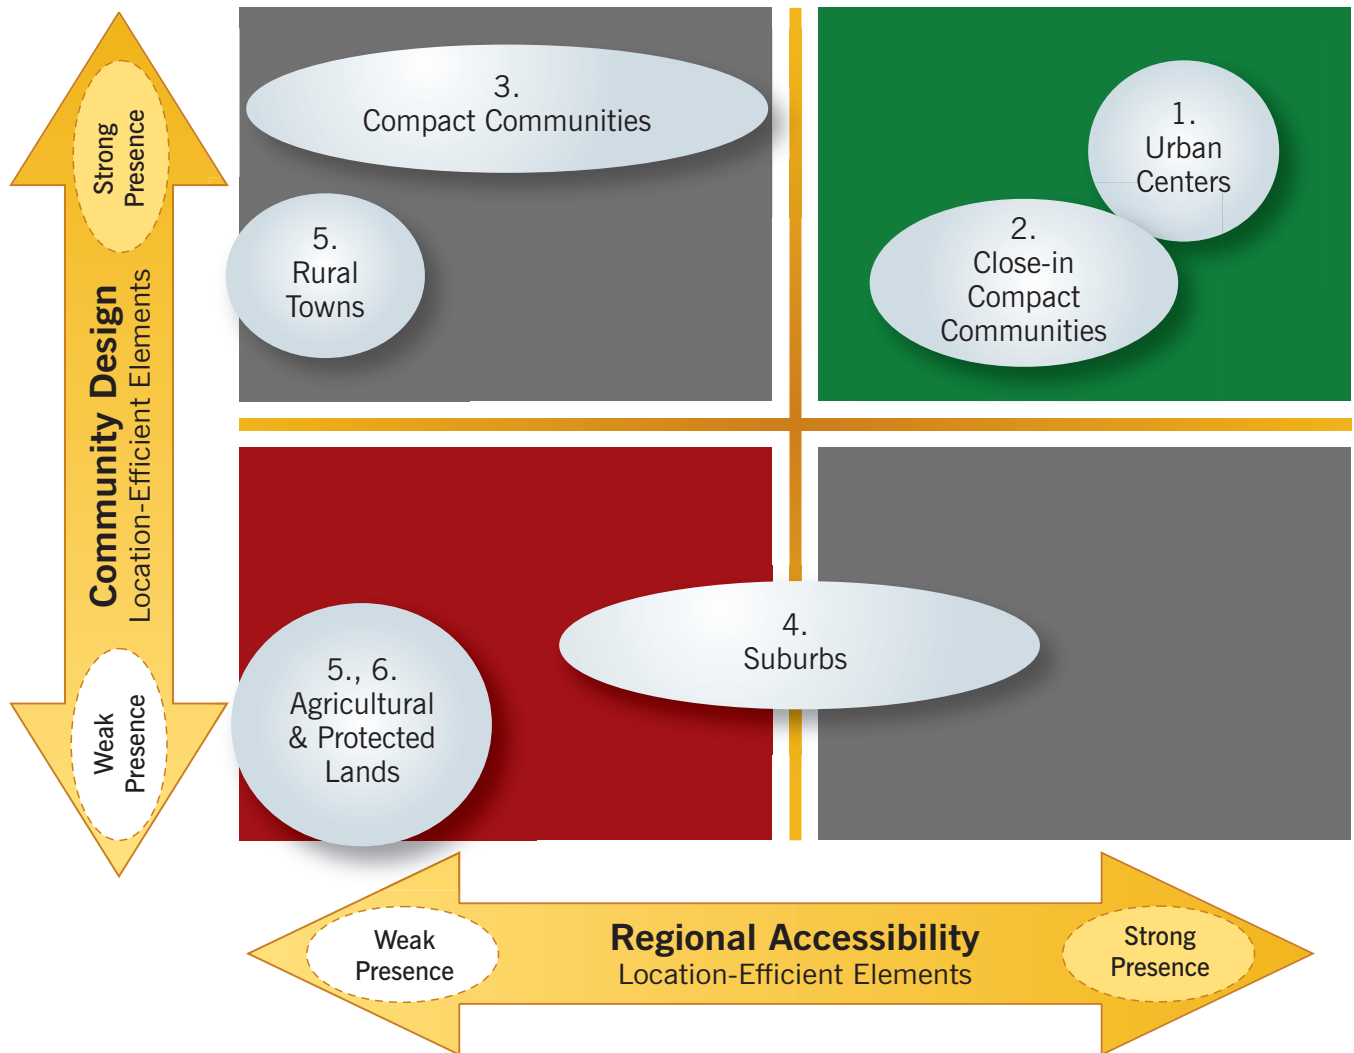 Strong
Presence
Community Design
Location-Efficient Elements
Weak
Presence
3.
Compact Communities
1.
Urban
Centers
5.
Rural
Towns
2.
Close-in
Compact
Communities
4.
Suburbs
5., 6.
Agricultural
& Protected
Lands
Weak
Presence
Regional Accessibility
Location-Efficient Elements
Strong
Presence